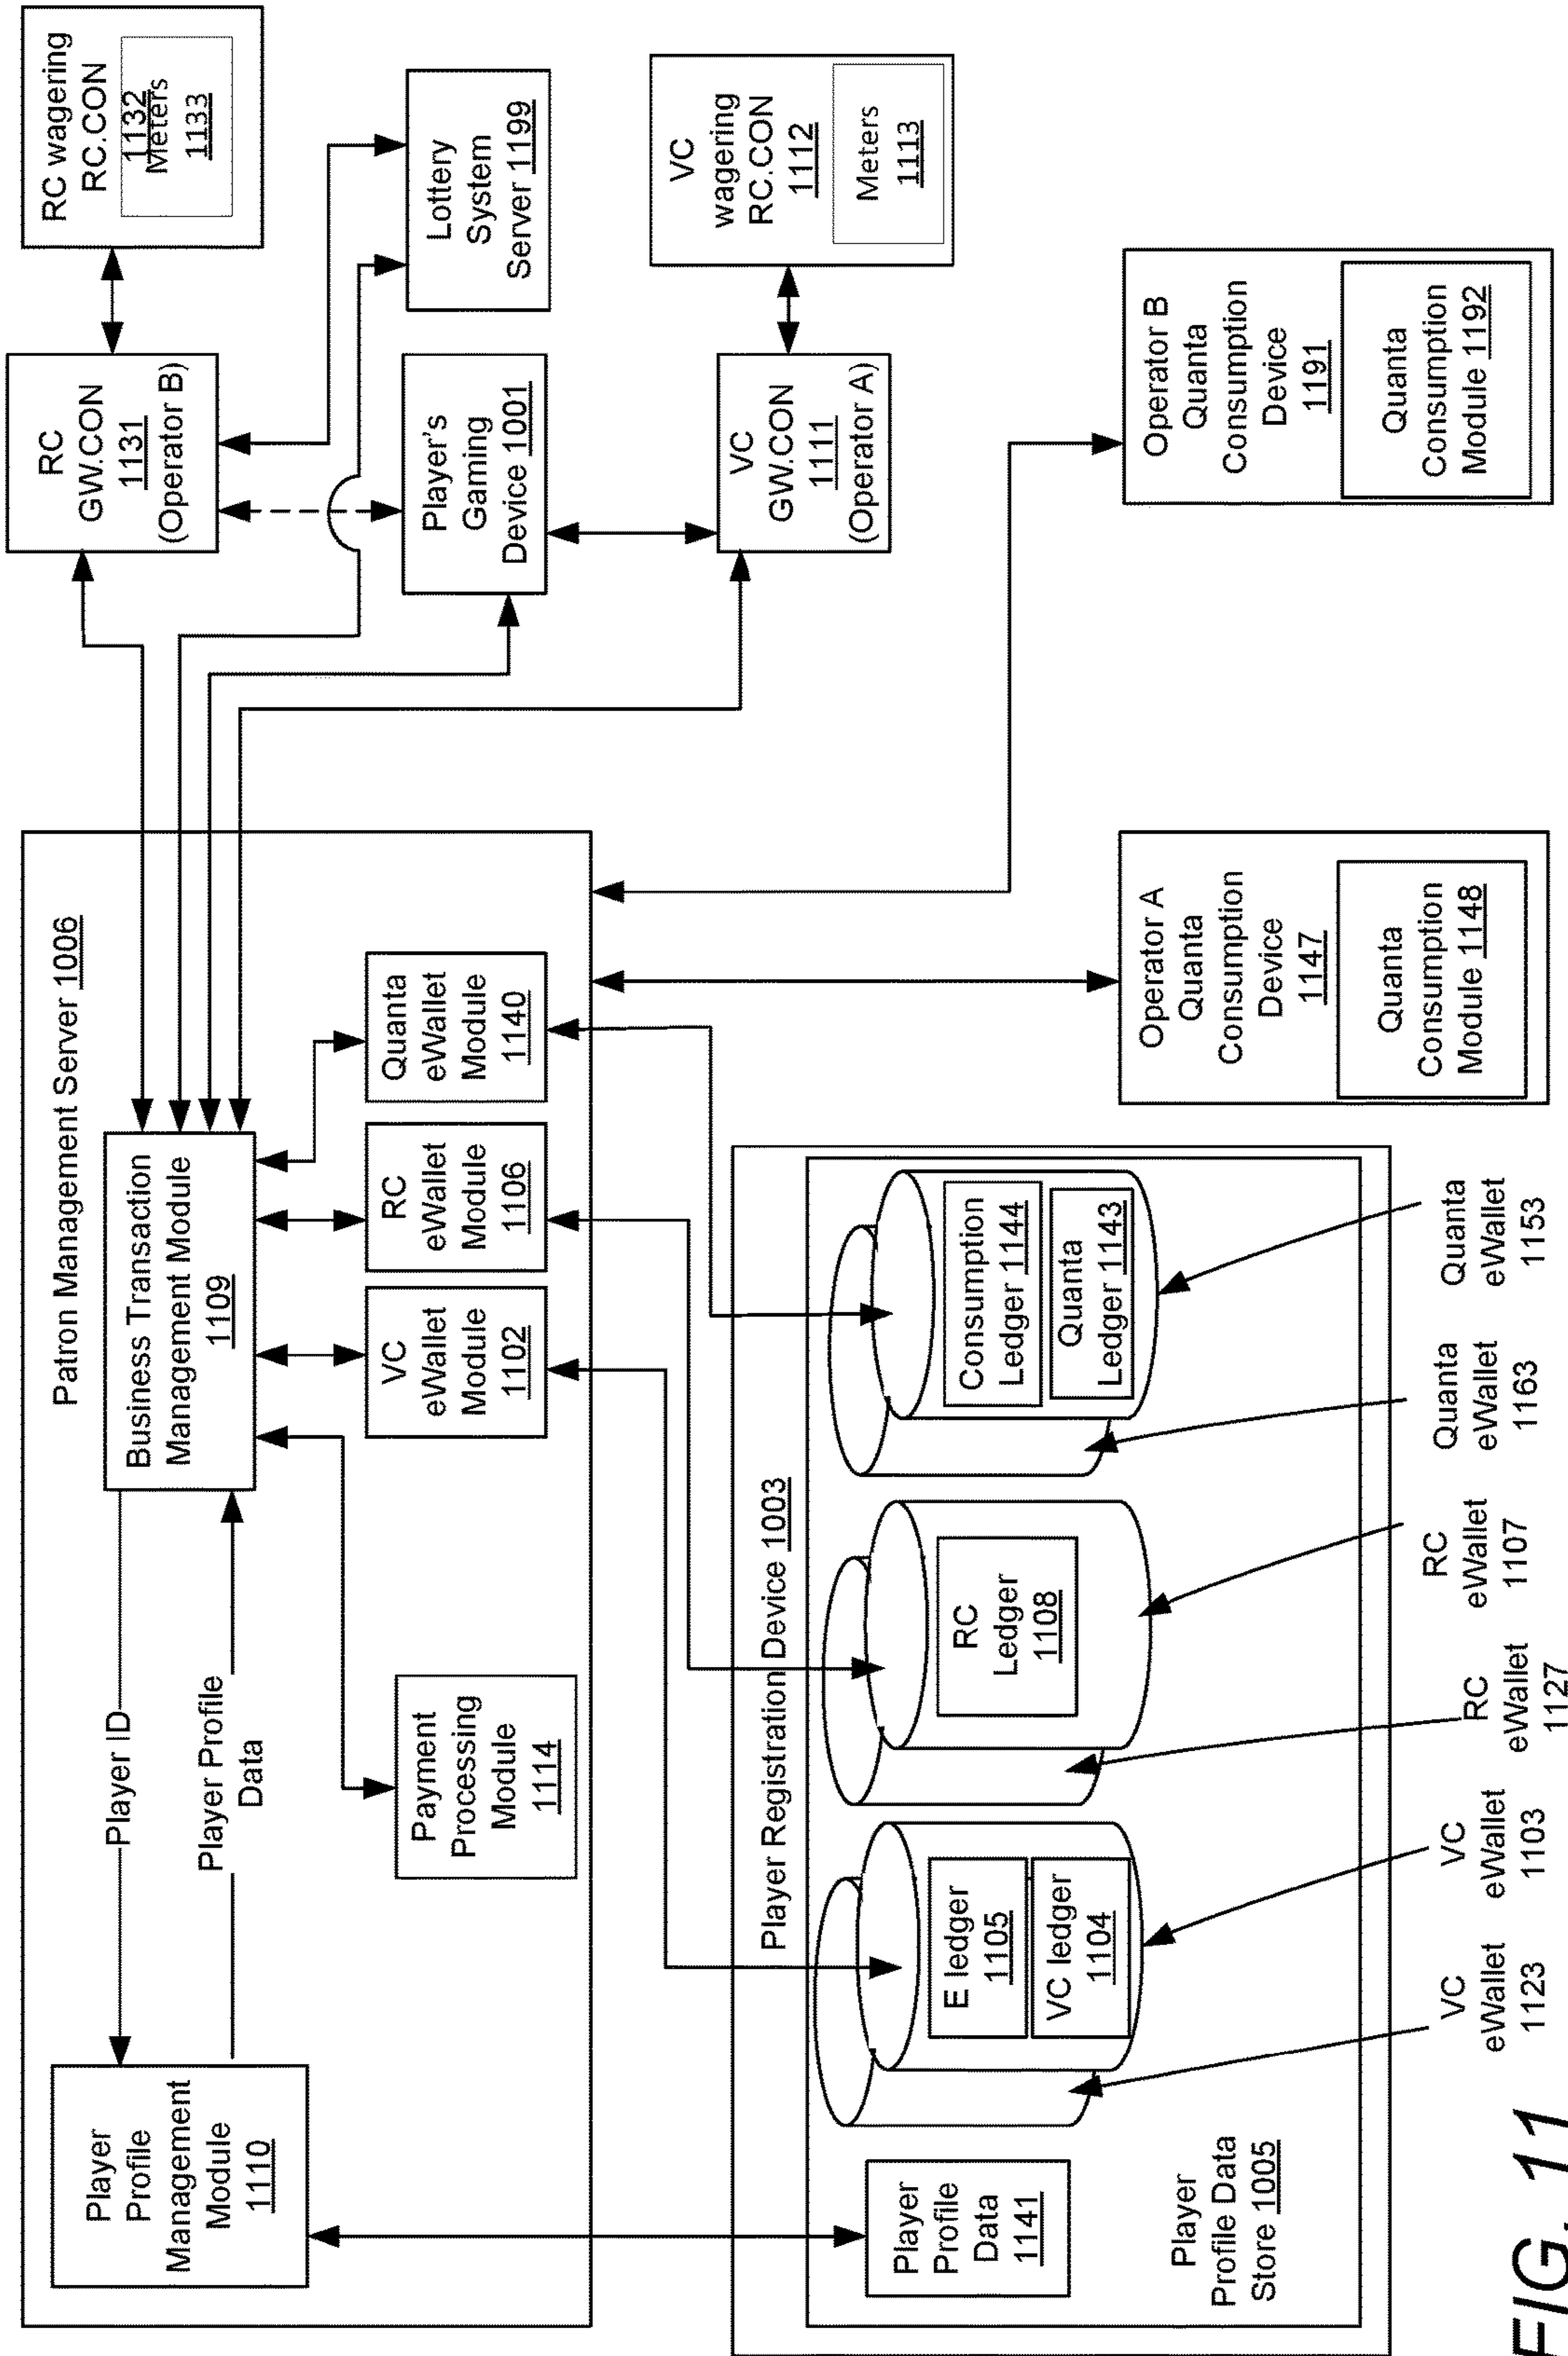 Patron Management Server 1006
Player
Profile
Management
Module
1110
Player ID
Player Profile
Data
Business Transaction
Management Module
1109
Payment
Processing
Module
1114
VC
eWallet
Module
1102
RC
eWallet
Module
1106
Quanta
eWallet
Module
1140
RC
GW.CON
1131
(Operator B)
RC wagering
RC.CON
1132
Meters
1133
Player's
Gaming
Device 1001
Lottery
System
Server 1199
VC
GW.CON
1111
(Operator A)
VC
wagering
RC.CON
1112
Meters
1113
Player Registration Device 1003
Player
Profile
Data
1141
Player
Profile Data
Store 1005
E ledger
1105
VC ledger
1104
RC
Ledger
1108
Consumption
Ledger 1144
Quanta
Ledger 1143
Operator A
Quanta
Consumption
Device
1147
Quanta
Consumption
Module 1148
Operator B
Quanta
Consumption
Device
1191
Quanta
Consumption
Module 1192
VC
eWallet
1123
VC
eWallet
1103
RC
eWallet
1127
RC
eWallet
1107
Quanta
eWallet
1163
Quanta
eWallet
1153
FIG. 11